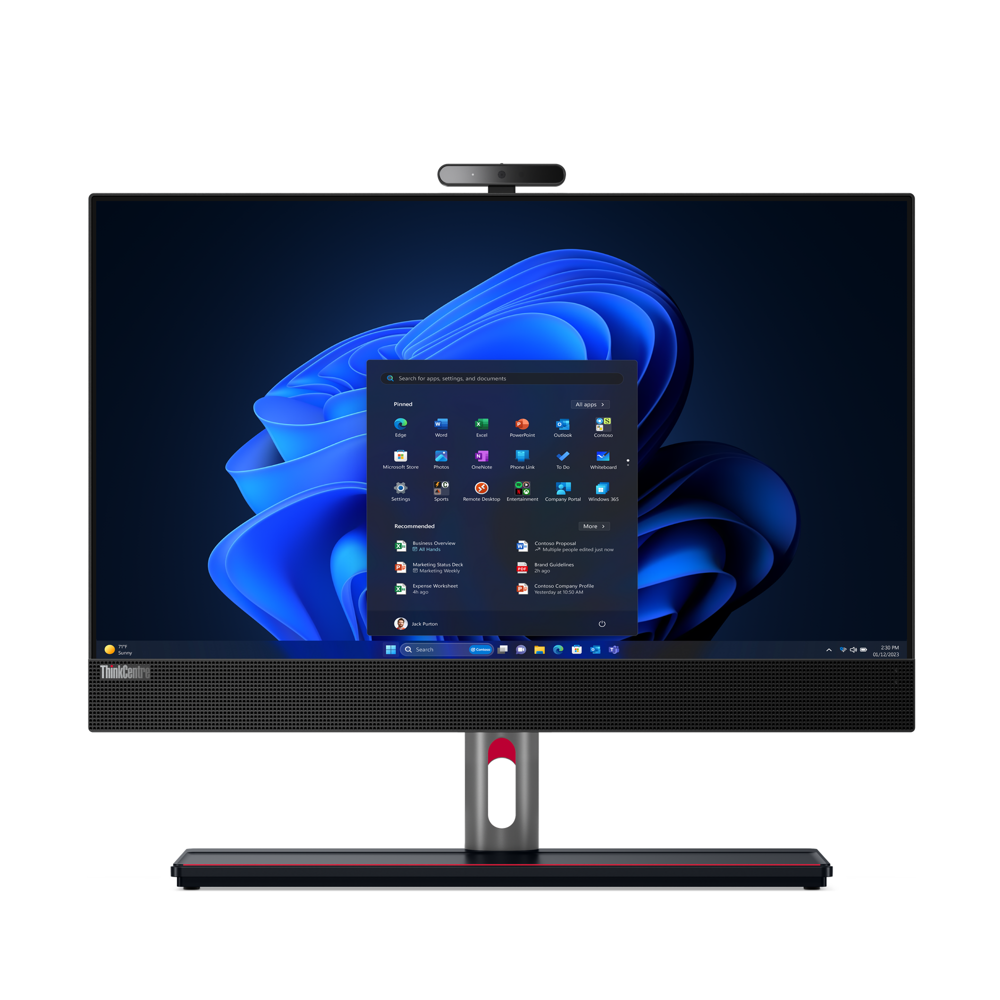 Search for apps, settings, and documents
Pinned
All apps >
Edge
Word
Excel
PowerPoint
Outlook
Contoso
Microsoft Store
Photos
OneNote
Phone Link
To Do
Whiteboard
Settings
Sports
Remote Desktop
Entertainment
Company Portal
Windows 365
Recommended
More >
Business Overview
All Hands
Contoso Proposal
Multiple people edited just now
Marketing Status Deck
Marketing Weekly
Brand Guidelines
2h ago
PDF
Expense Worksheet
4h ago
Contoso Company Profile
Yesterday at 10:50 AM
Jack Purton
71°F
Sunny
Search
Contoso
2:30 PM
01/12/2023
ThinkCentre